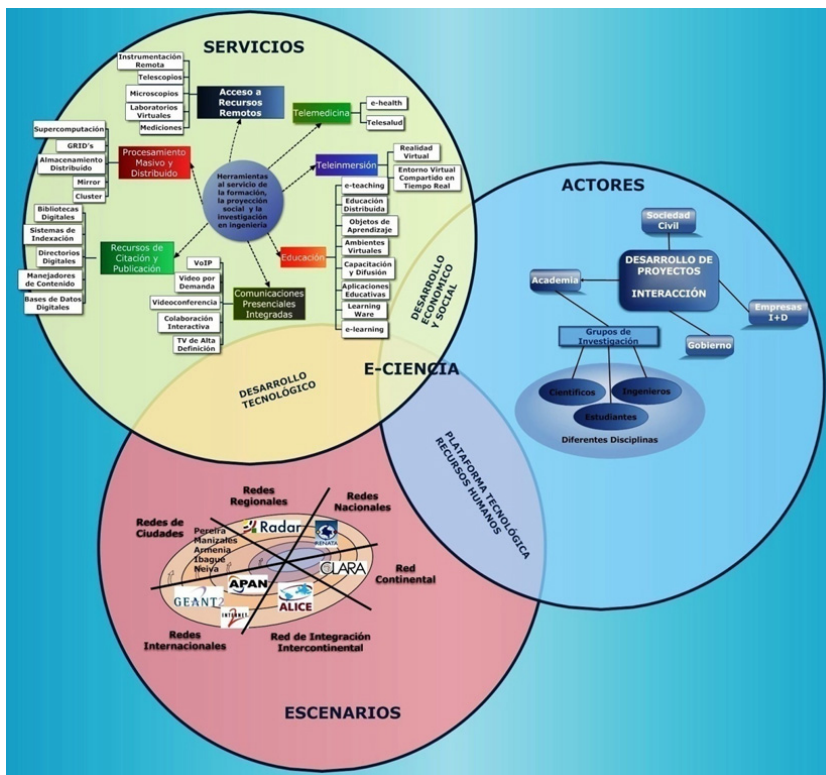 SERVICIOS
Instrumentación
Remota
Telescopios
Microscopios
Laboratorios
Virtuales
Mediciones
Acceso a
Recursos
Remotos
Telemedicina
e-health
Telesalud
Supercomputación
GRID's
Almacenamiento
Distribuido
Mirror
Cluster
Procesamiento
Masivo y
Distribuido
Herramientas
al servicio de
la formación,
la proyección
social y la
investigación
en ingeniería
Teleinmersión
Realidad
Virtual
Entorno Virtual
Compartido en
Tiempo Real
Bibliotecas
Digitales
Sistemas de
Indexación
Directorios
Digitales
Manejadores
de Contenido
Bases de Datos
Digitales
Recursos de
Citación y
Publicación
Educación
e-teaching
Educación
Distribuida
Objetos de
Aprendizaje
Ambientes
Virtuales
Capacitación
y Difusión
Aplicaciones
Educativas
Learning
Ware
e-learning
VoIP
Video por
Demanda
Videoconferencia
Colaboración
Interactiva
TV de Alta
Definición
Comunicaciones
Presenciales
Integradas
DESARROLLO
ECONOMICO
Y SOCIAL
ACTORES
Sociedad
Civil
DESARROLLO DE
PROYECTOS
INTERACCIÓN
Academia
Empresas
I+D
Gobierno
Grupos de
Investigación
Científicos
Ingenieros
Estudiantes
Diferentes Disciplinas
E-CIENCIA
DESARROLLO
TECNOLÓGICO
PLATAFORMA TECNOLÓGICA
RECURSOS HUMANOS
Redes
Regionales
Redes
Nacionales
Redes de
Ciudades
Pereira
Manizales
Armenia
Ibague
Neiva
Radar
RENATA
CLARA
Red
Continental
APAN
GEANT2
INTERNET2
ALICE
Redes
Internacionales
Red de Integración
Intercontinental
ESCENARIOS